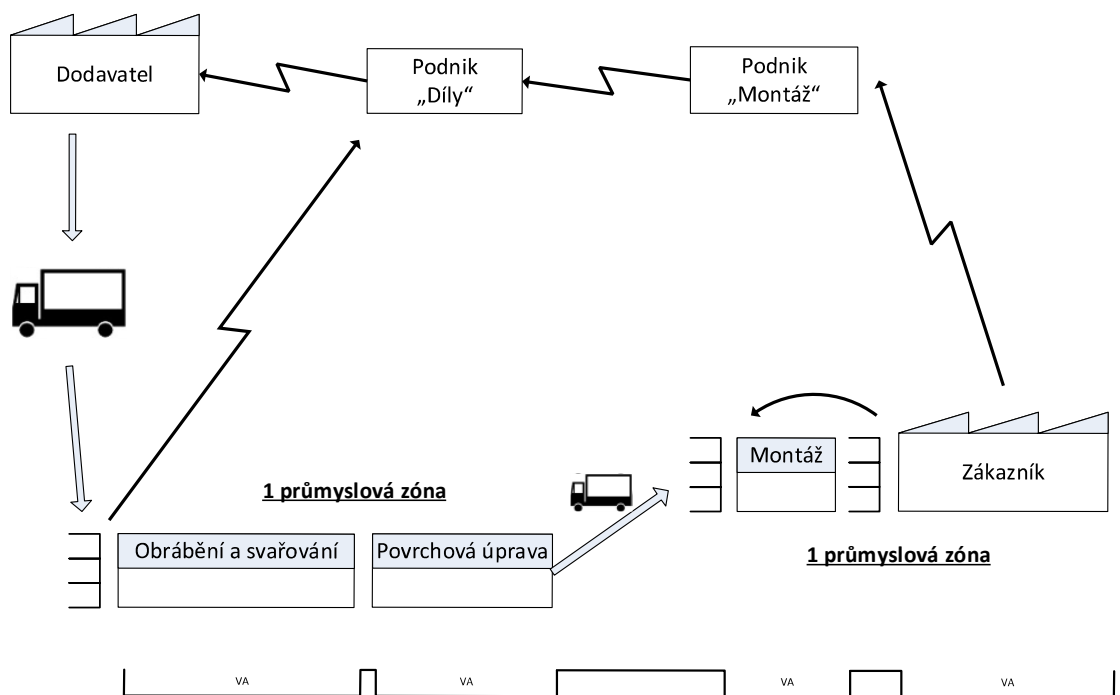 Dodavatel
Podnik
„Díly“
Podnik
„Montáž“
Montáž
Zákazník
1 průmyslová zóna
Obrábění a svařování
Povrchová úprava
1 průmyslová zóna
VA
VA
VA
VA